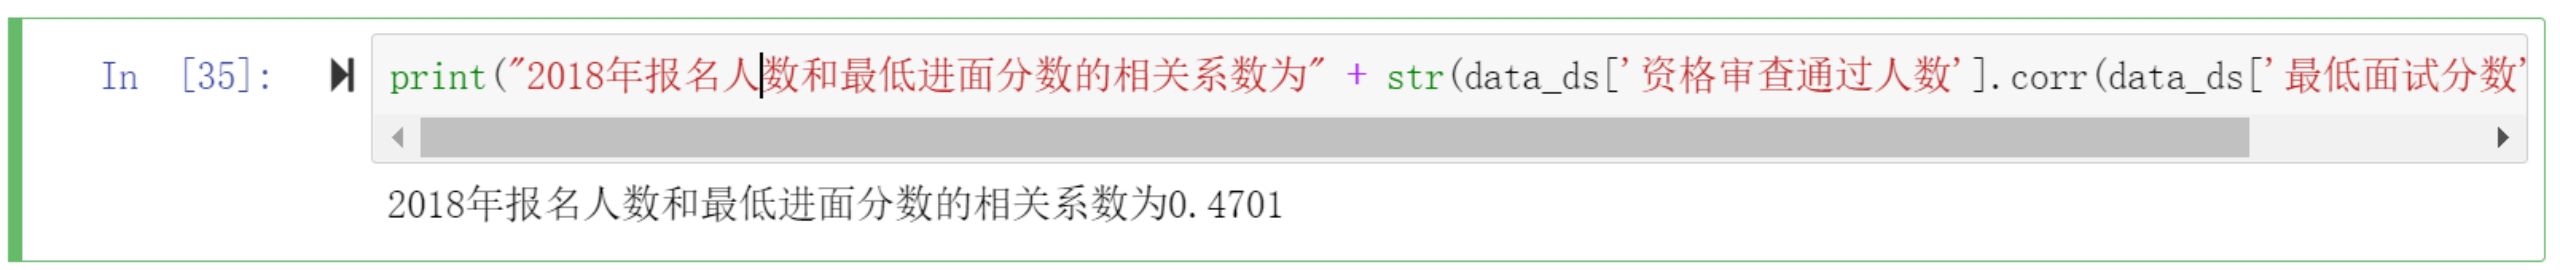 In [35]: print("2018年报名人数和最低进面分数的相关系数为" + str(data_ds['资格审查通过人数'].corr(data_ds['最低面试分数'
2018年报名人数和最低进面分数的相关系数为0.4701